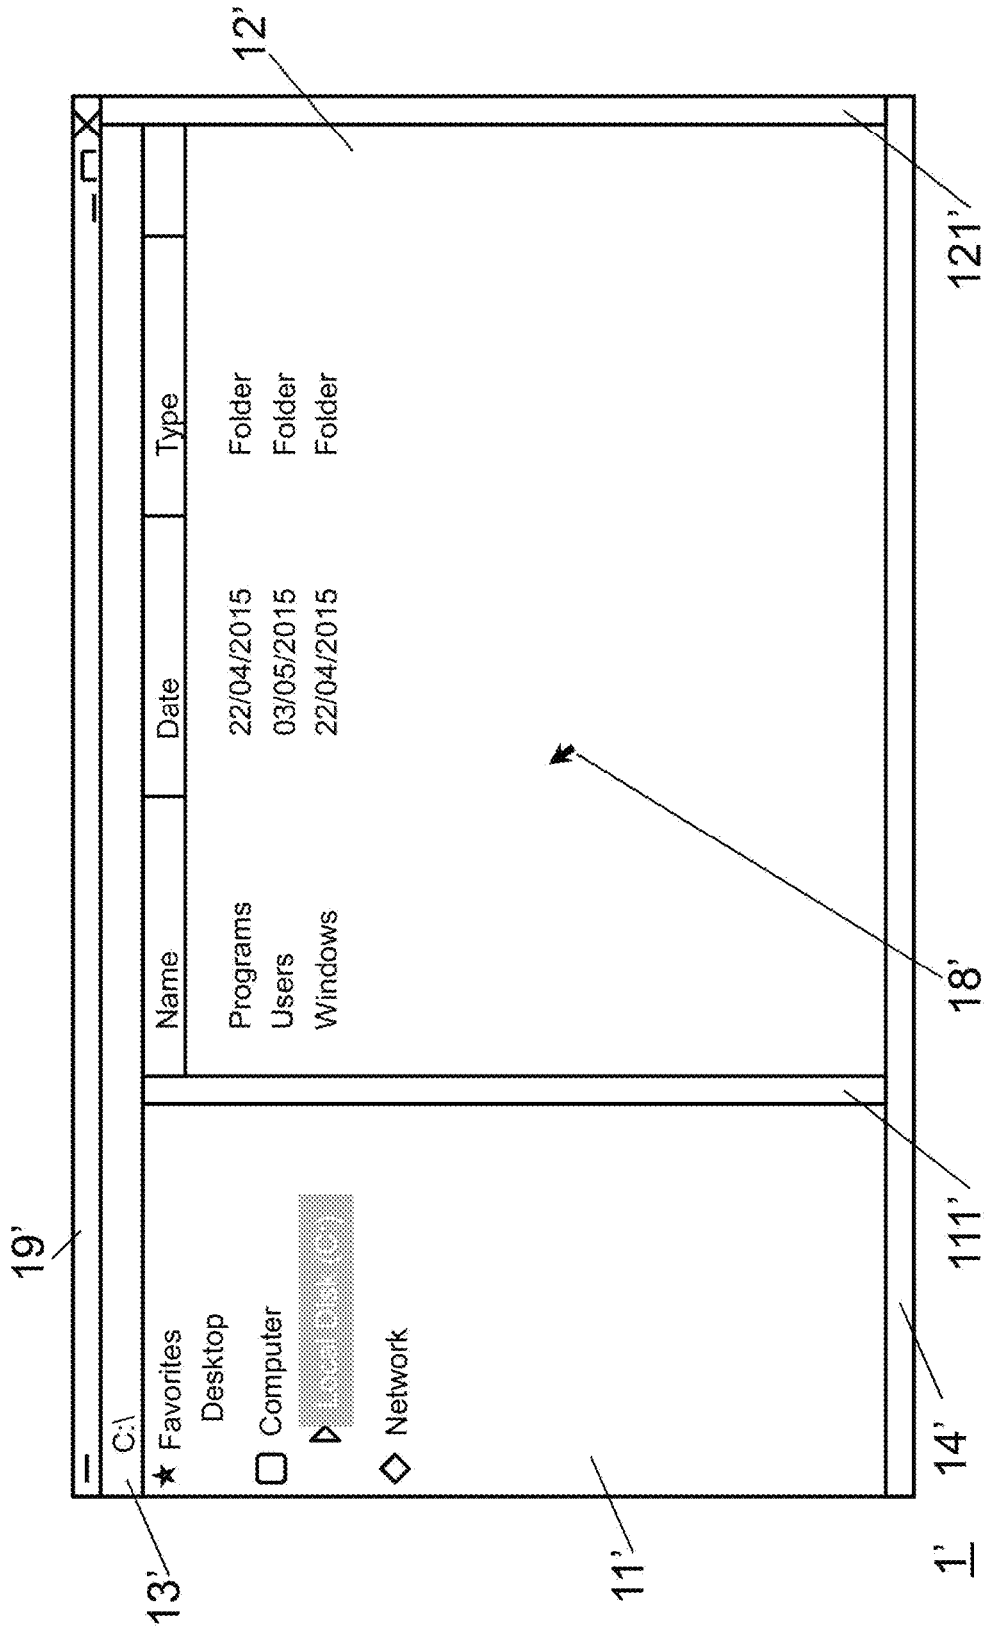 19'
12'
13'
C:\
★ Favorites
Desktop
Computer
Network
Name Date Type
Programs 22/04/2015 Folder
Users 03/05/2015 Folder
Windows 22/04/2015 Folder
11'
1'
14'
111'
18'
121'